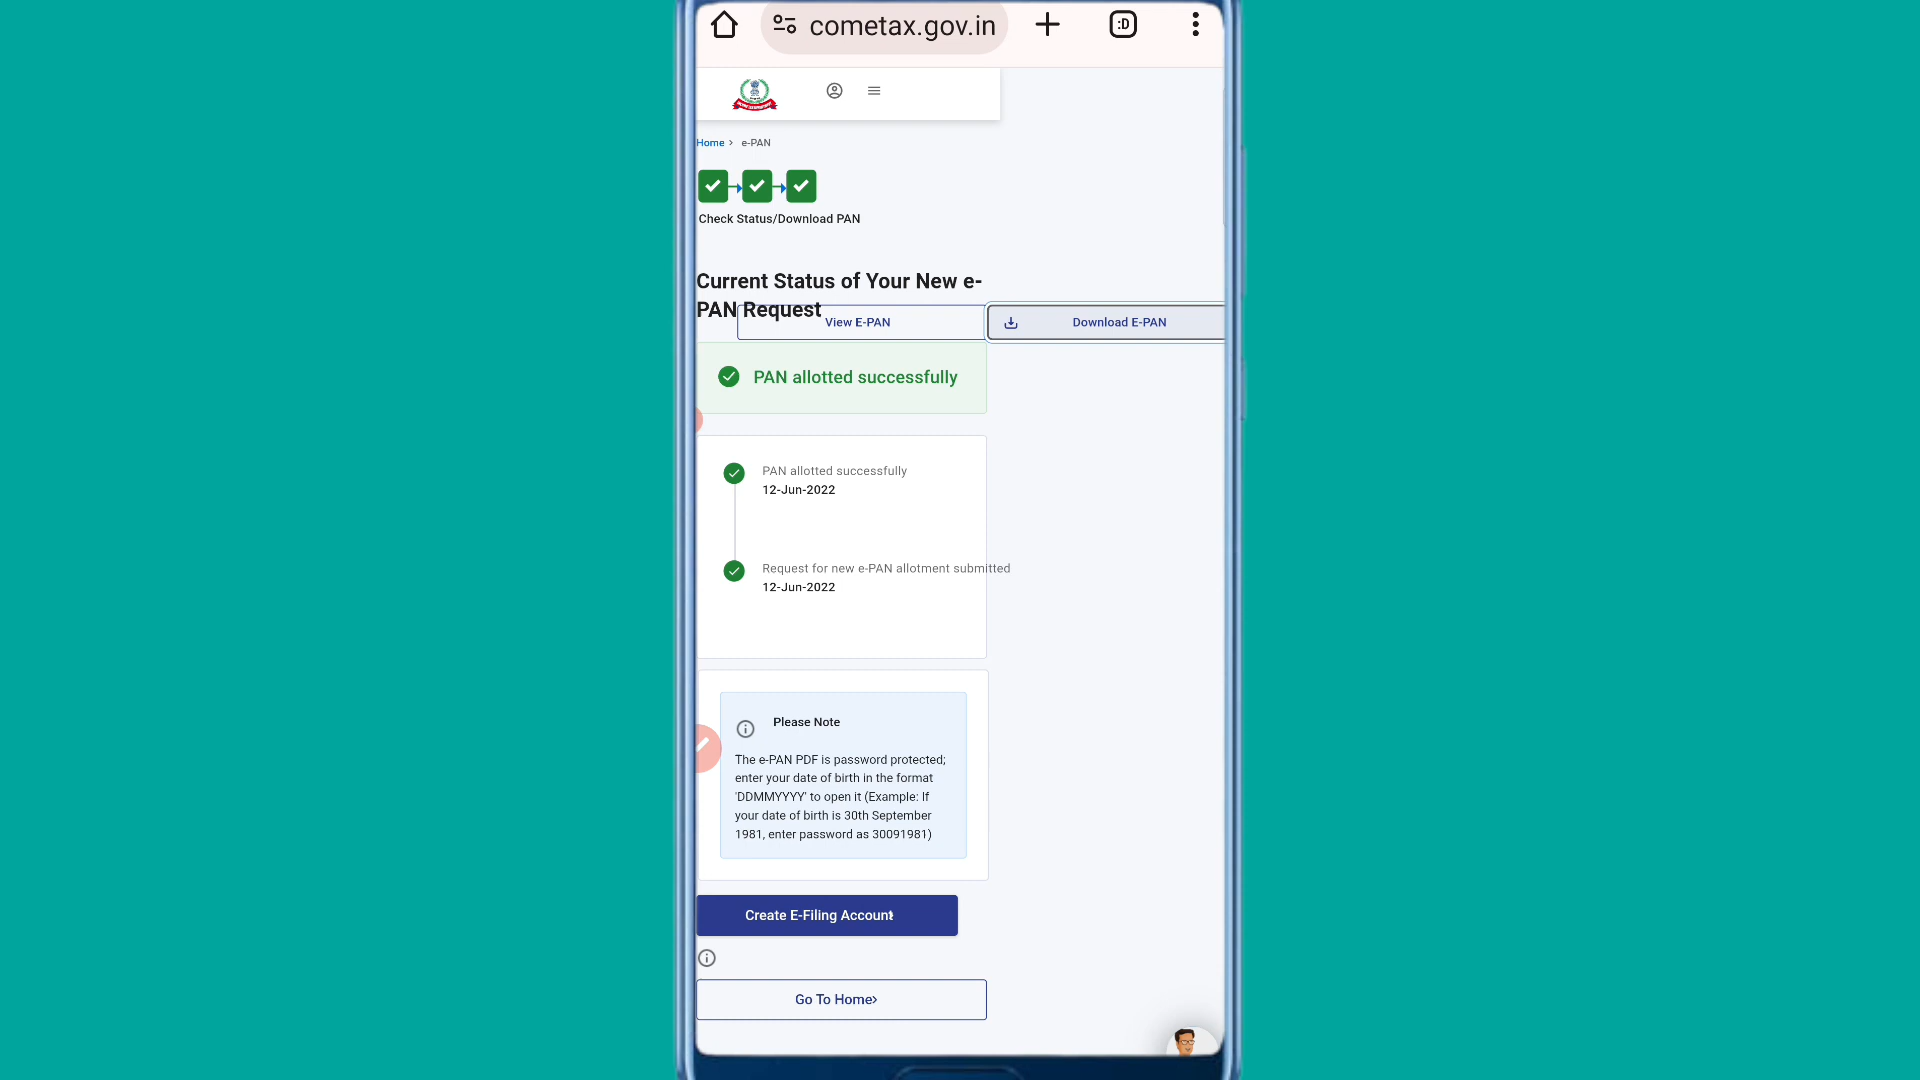 cometax.gov.in
:D
Home > e-PAN
Check Status/Download PAN
Current Status of Your New e-
PAN Request
View E-PAN
Download E-PAN
PAN allotted successfully
PAN allotted successfully
12-Jun-2022
Request for new e-PAN allotment submitted
12-Jun-2022
Please Note
The e-PAN PDF is password protected;
enter your date of birth in the format
'DDMMYYYY' to open it (Example: If
your date of birth is 30th September
1981, enter password as 30091981)
Create E-Filing Account
Go To Home>